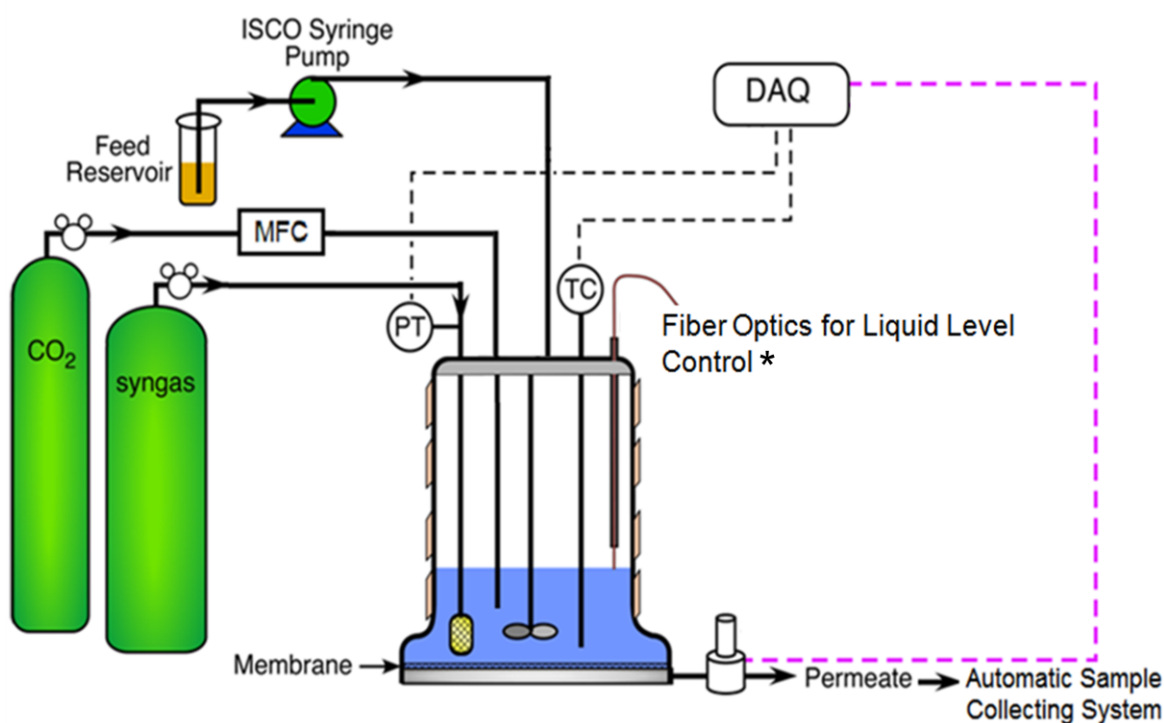 ISCO Syringe
Pump
DAQ
Feed
Reservoir
MFC
TC
PT
Fiber Optics for Liquid Level
Control *
CO₂
syngas
Membrane
Permeate
Automatic Sample
Collecting System